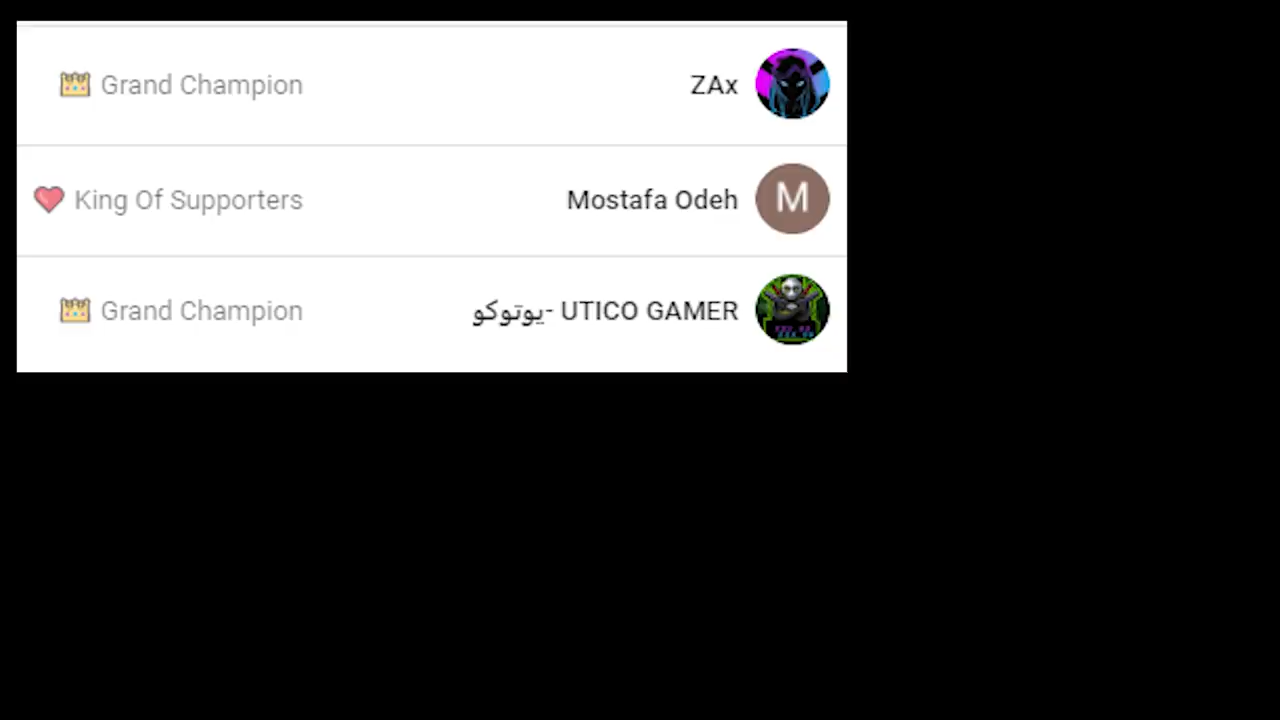 ZAx 👑 Grand Champion
M Mostafa Odeh ❤️ King Of Supporters
UTICO GAMER -يوتوكو 👑 Grand Champion